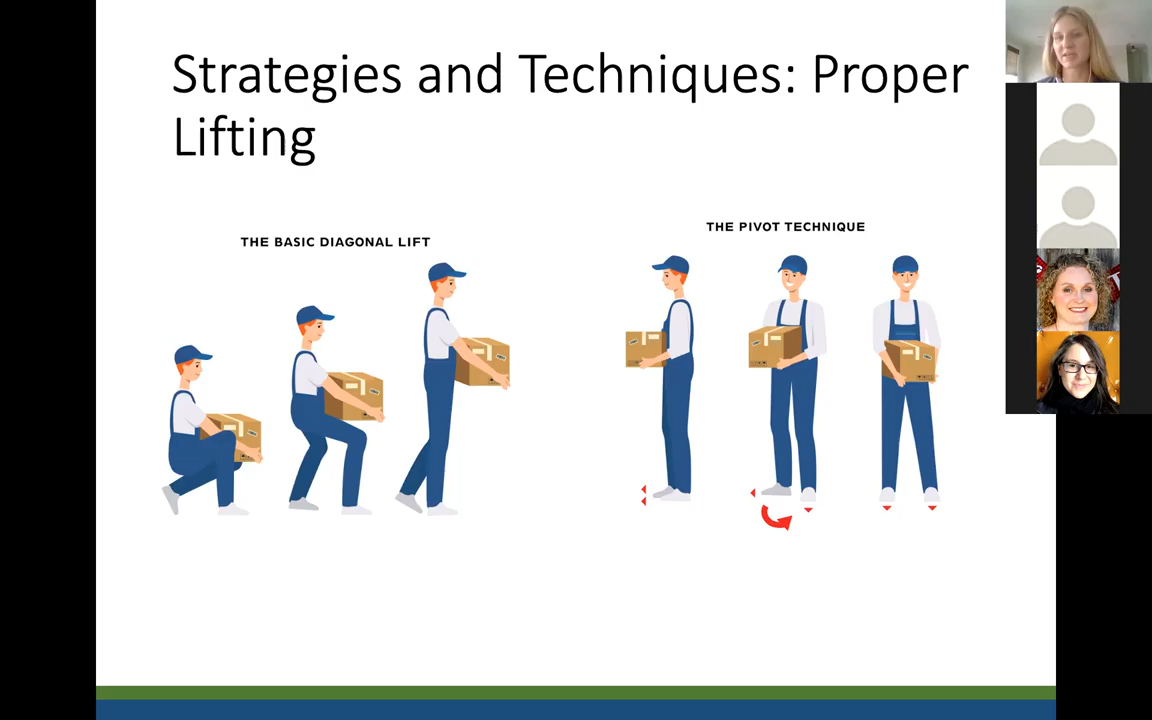 Strategies and Techniques: Proper
Lifting
THE BASIC DIAGONAL LIFT
THE PIVOT TECHNIQUE